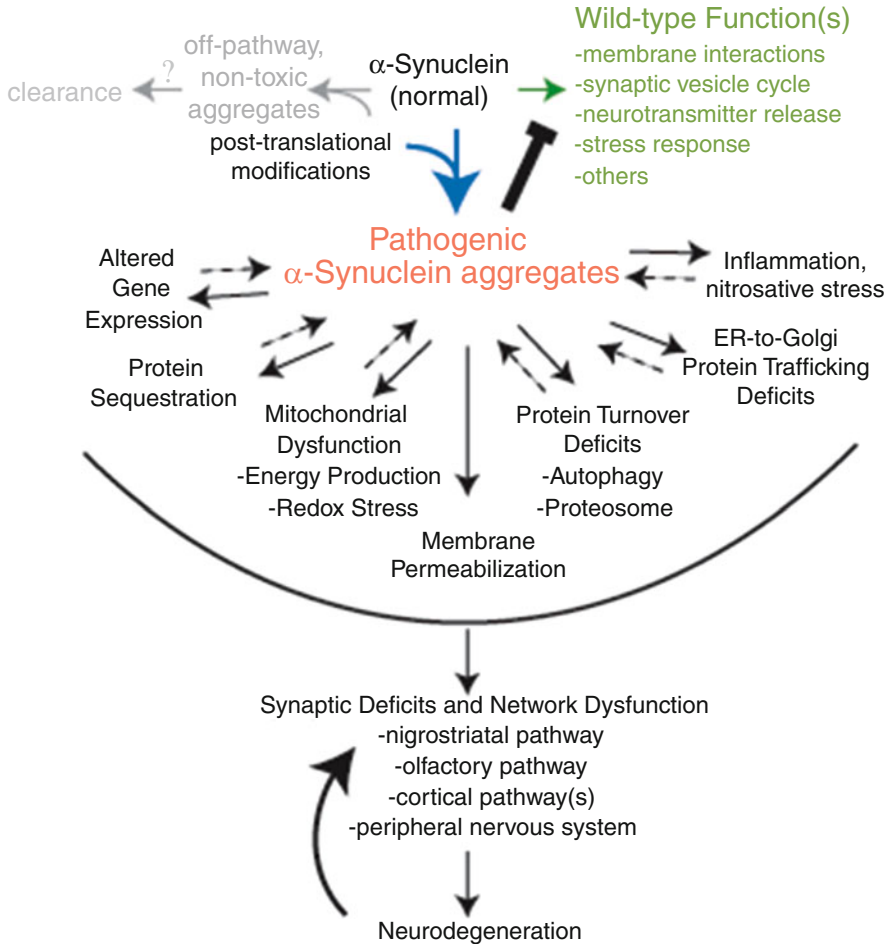 Wild-type Function(s)
-membrane interactions
-synaptic vesicle cycle
-neurotransmitter release
-stress response
-others
α-Synuclein
(normal)
off-pathway,
non-toxic
aggregates
?
clearance
post-translational
modifications
Pathogenic
α-Synuclein aggregates
Altered
Gene
Expression
Inflammation,
nitrosative stress
Protein
Sequestration
ER-to-Golgi
Protein Trafficking
Deficits
Mitochondrial
Dysfunction
-Energy Production
-Redox Stress
Protein Turnover
Deficits
-Autophagy
-Proteosome
Membrane
Permeabilization
Synaptic Deficits and Network Dysfunction
-nigrostriatal pathway
-olfactory pathway
-cortical pathway(s)
-peripheral nervous system
Neurodegeneration